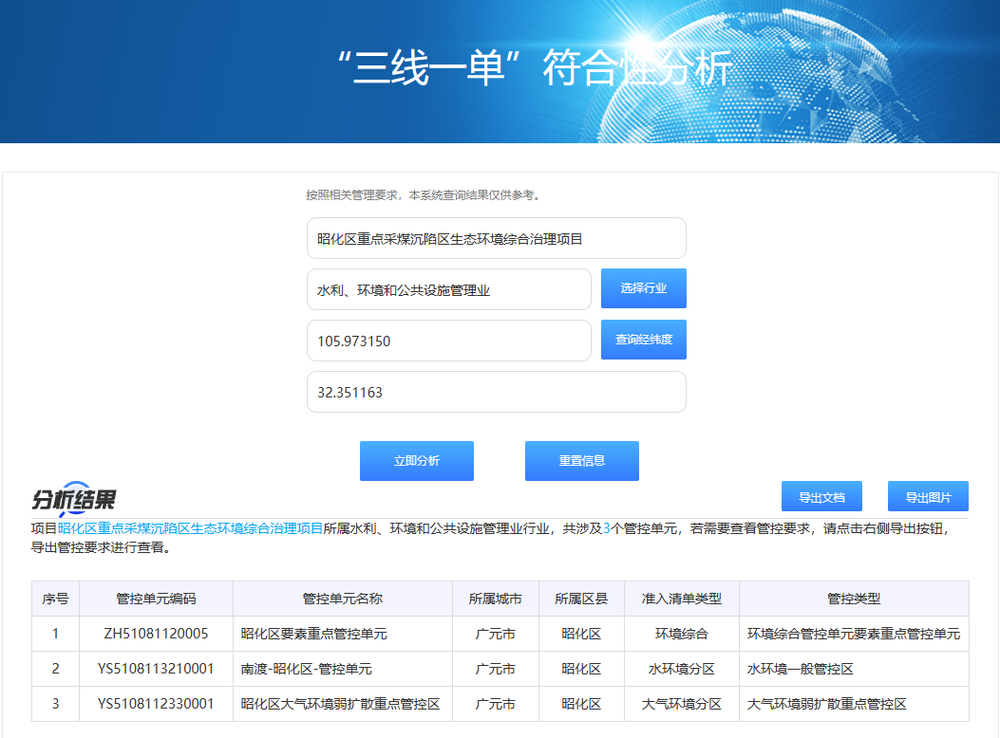 “三线一单”符合性分析
按照相关管理要求，本系统查询结果仅供参考。
昭化区重点采煤沉陷区生态环境综合治理项目
水利、环境和公共设施管理业 选择行业
105.973150 查询经纬度
32.351163
立即分析 重置信息
分析结果 导出文档 导出图片
项目昭化区重点采煤沉陷区生态环境综合治理项目所属水利、环境和公共设施管理业行业，共涉及3个管控单元，若需要查看管控要求，请点击右侧导出按钮，
导出管控要求进行查看。
序号 管控单元编码 管控单元名称 所属城市 所属区县 准入清单类型 管控类型
1 ZH51081120005 昭化区要素重点管控单元 广元市 昭化区 环境综合 环境综合管控单元要素重点管控单元
2 YS5108113210001 南渡-昭化区-管控单元 广元市 昭化区 水环境分区 水环境一般管控区
3 YS5108112330001 昭化区大气环境弱扩散重点管控区 广元市 昭化区 大气环境分区 大气环境弱扩散重点管控区